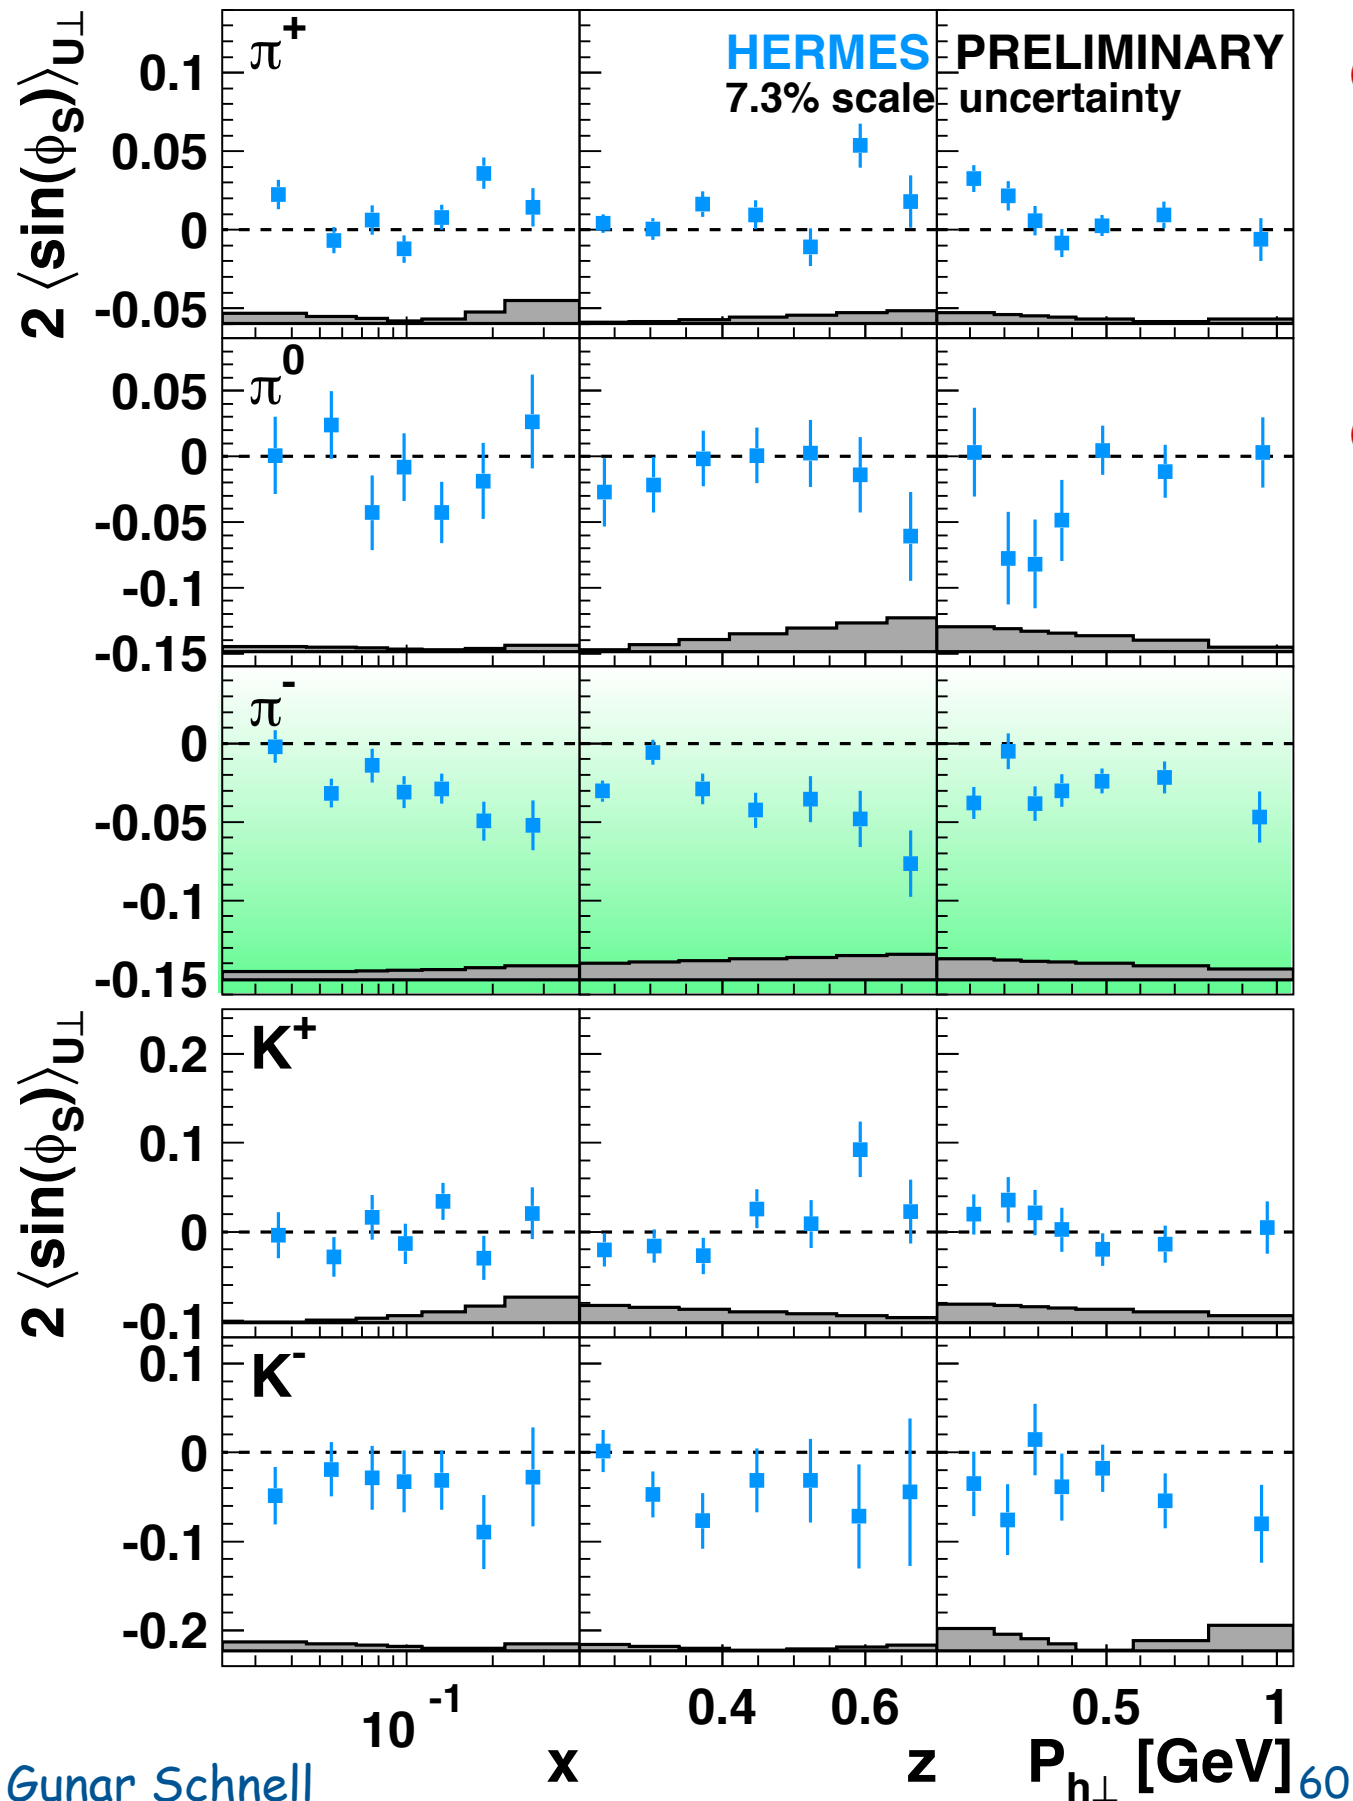 2 ⟨sin(ϕS)⟩U⊥
π+
HERMES PRELIMINARY
7.3% scale uncertainty
0.1
0.05
0
-0.05
π0
0.05
0
-0.05
-0.1
-0.15
π-
0
-0.05
-0.1
-0.15
2 ⟨sin(ϕS)⟩U⊥
K+
0.2
0.1
0
-0.1
K-
0.1
0
-0.1
-0.2
10-1 0.4 0.6 0.5 1
x z Ph⊥ [GeV]
Gunar Schnell 60